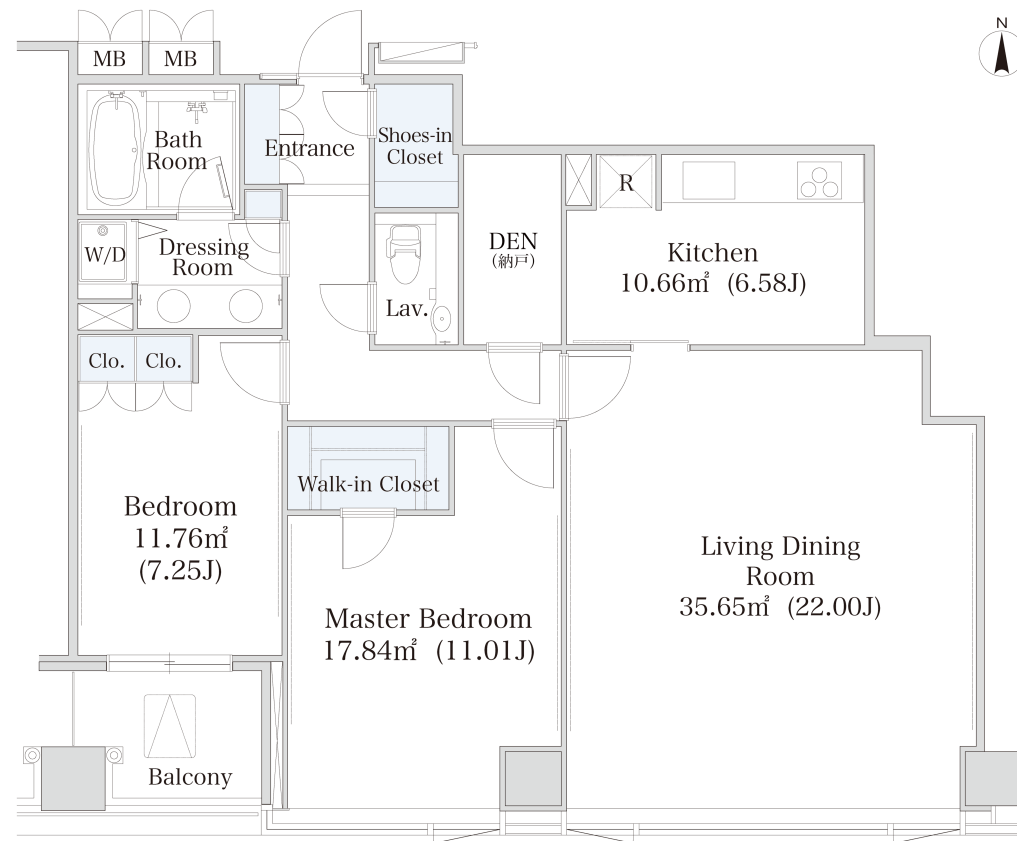 N
MB
MB
Bath
Room
Entrance
Shoes-in
Closet
R
W/D
Dressing
Room
DEN
(納戸)
Kitchen
10.66㎡ (6.58J)
Lav.
Clo.
Clo.
Walk-in Closet
Bedroom
11.76㎡
(7.25J)
Living Dining
Room
35.65㎡ (22.00J)
Master Bedroom
17.84㎡ (11.01J)
Balcony